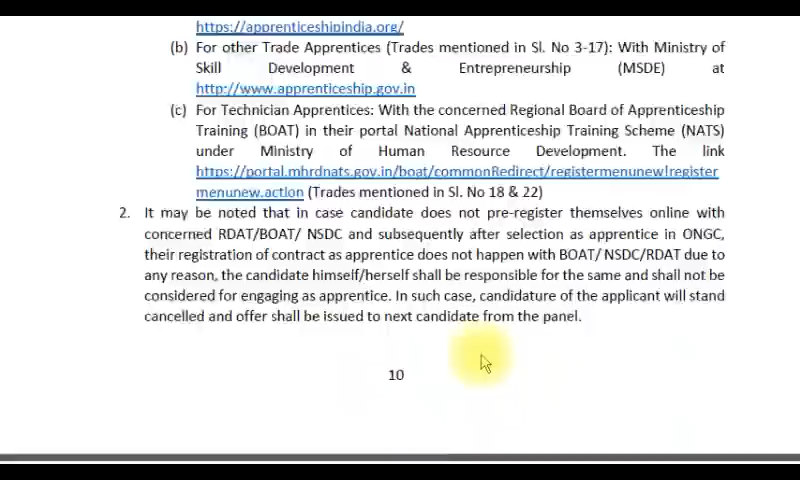 https://apprenticeshipindia.org/
(b) For other Trade Apprentices (Trades mentioned in Sl. No 3-17): With Ministry of
Skill Development & Entrepreneurship (MSDE) at
http://www.apprenticeship.gov.in
(c) For Technician Apprentices: With the concerned Regional Board of Apprenticeship
Training (BOAT) in their portal National Apprenticeship Training Scheme (NATS)
under Ministry of Human Resource Development. The link
https://portal.mhrdnats.gov.in/boat/commonRedirect/registermenunew!register
menunew.action (Trades mentioned in Sl. No 18 & 22)
2. It may be noted that in case candidate does not pre-register themselves online with
concerned RDAT/BOAT/ NSDC and subsequently after selection as apprentice in ONGC,
their registration of contract as apprentice does not happen with BOAT/ NSDC/RDAT due to
any reason, the candidate himself/herself shall be responsible for the same and shall not be
considered for engaging as apprentice. In such case, candidature of the applicant will stand
cancelled and offer shall be issued to next candidate from the panel.
10